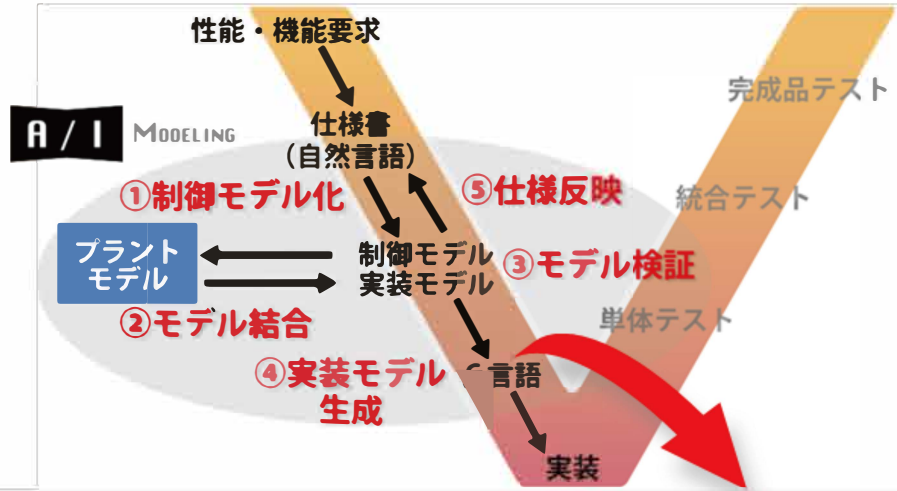 性能・機能要求
完成品テスト
A / I MODELING
仕様書
(自然言語)
①制御モデル化
⑤仕様反映
統合テスト
プラント
モデル
制御モデル
実装モデル
③モデル検証
②モデル結合
単体テスト
④実装モデル
生成
C言語
実装